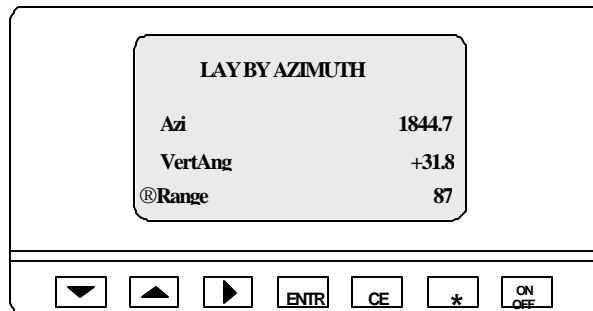 LAY BY AZIMUTH
Azi 1844.7
VertAng +31.8
®Range 87
ENTR CE * ON
OFF